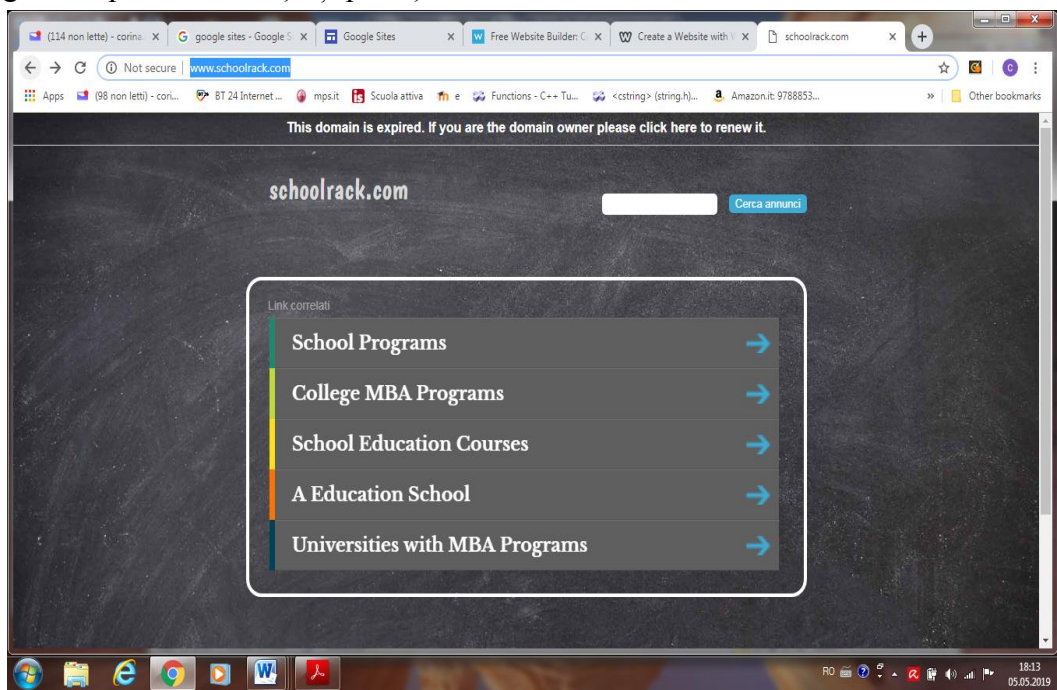 (114 non lette) - corina
google sites - Google S
Google Sites
Free Website Builder: C
Create a Website with
schoolrack.com
Not secure
www.schoolrack.com
Apps
(98 non letti) - cori...
BT 24 Internet ...
mps.it
Scuola attiva
e
Functions - C++ Tu...
<cstring> (string.h)...
Amazon.it: 9788853...
»
Other bookmarks
This domain is expired. If you are the domain owner please click here to renew it.
schoolrack.com
Cerca annunci
Link correlati
School Programs
College MBA Programs
School Education Courses
A Education School
Universities with MBA Programs
RO
18:13
05.05.2019